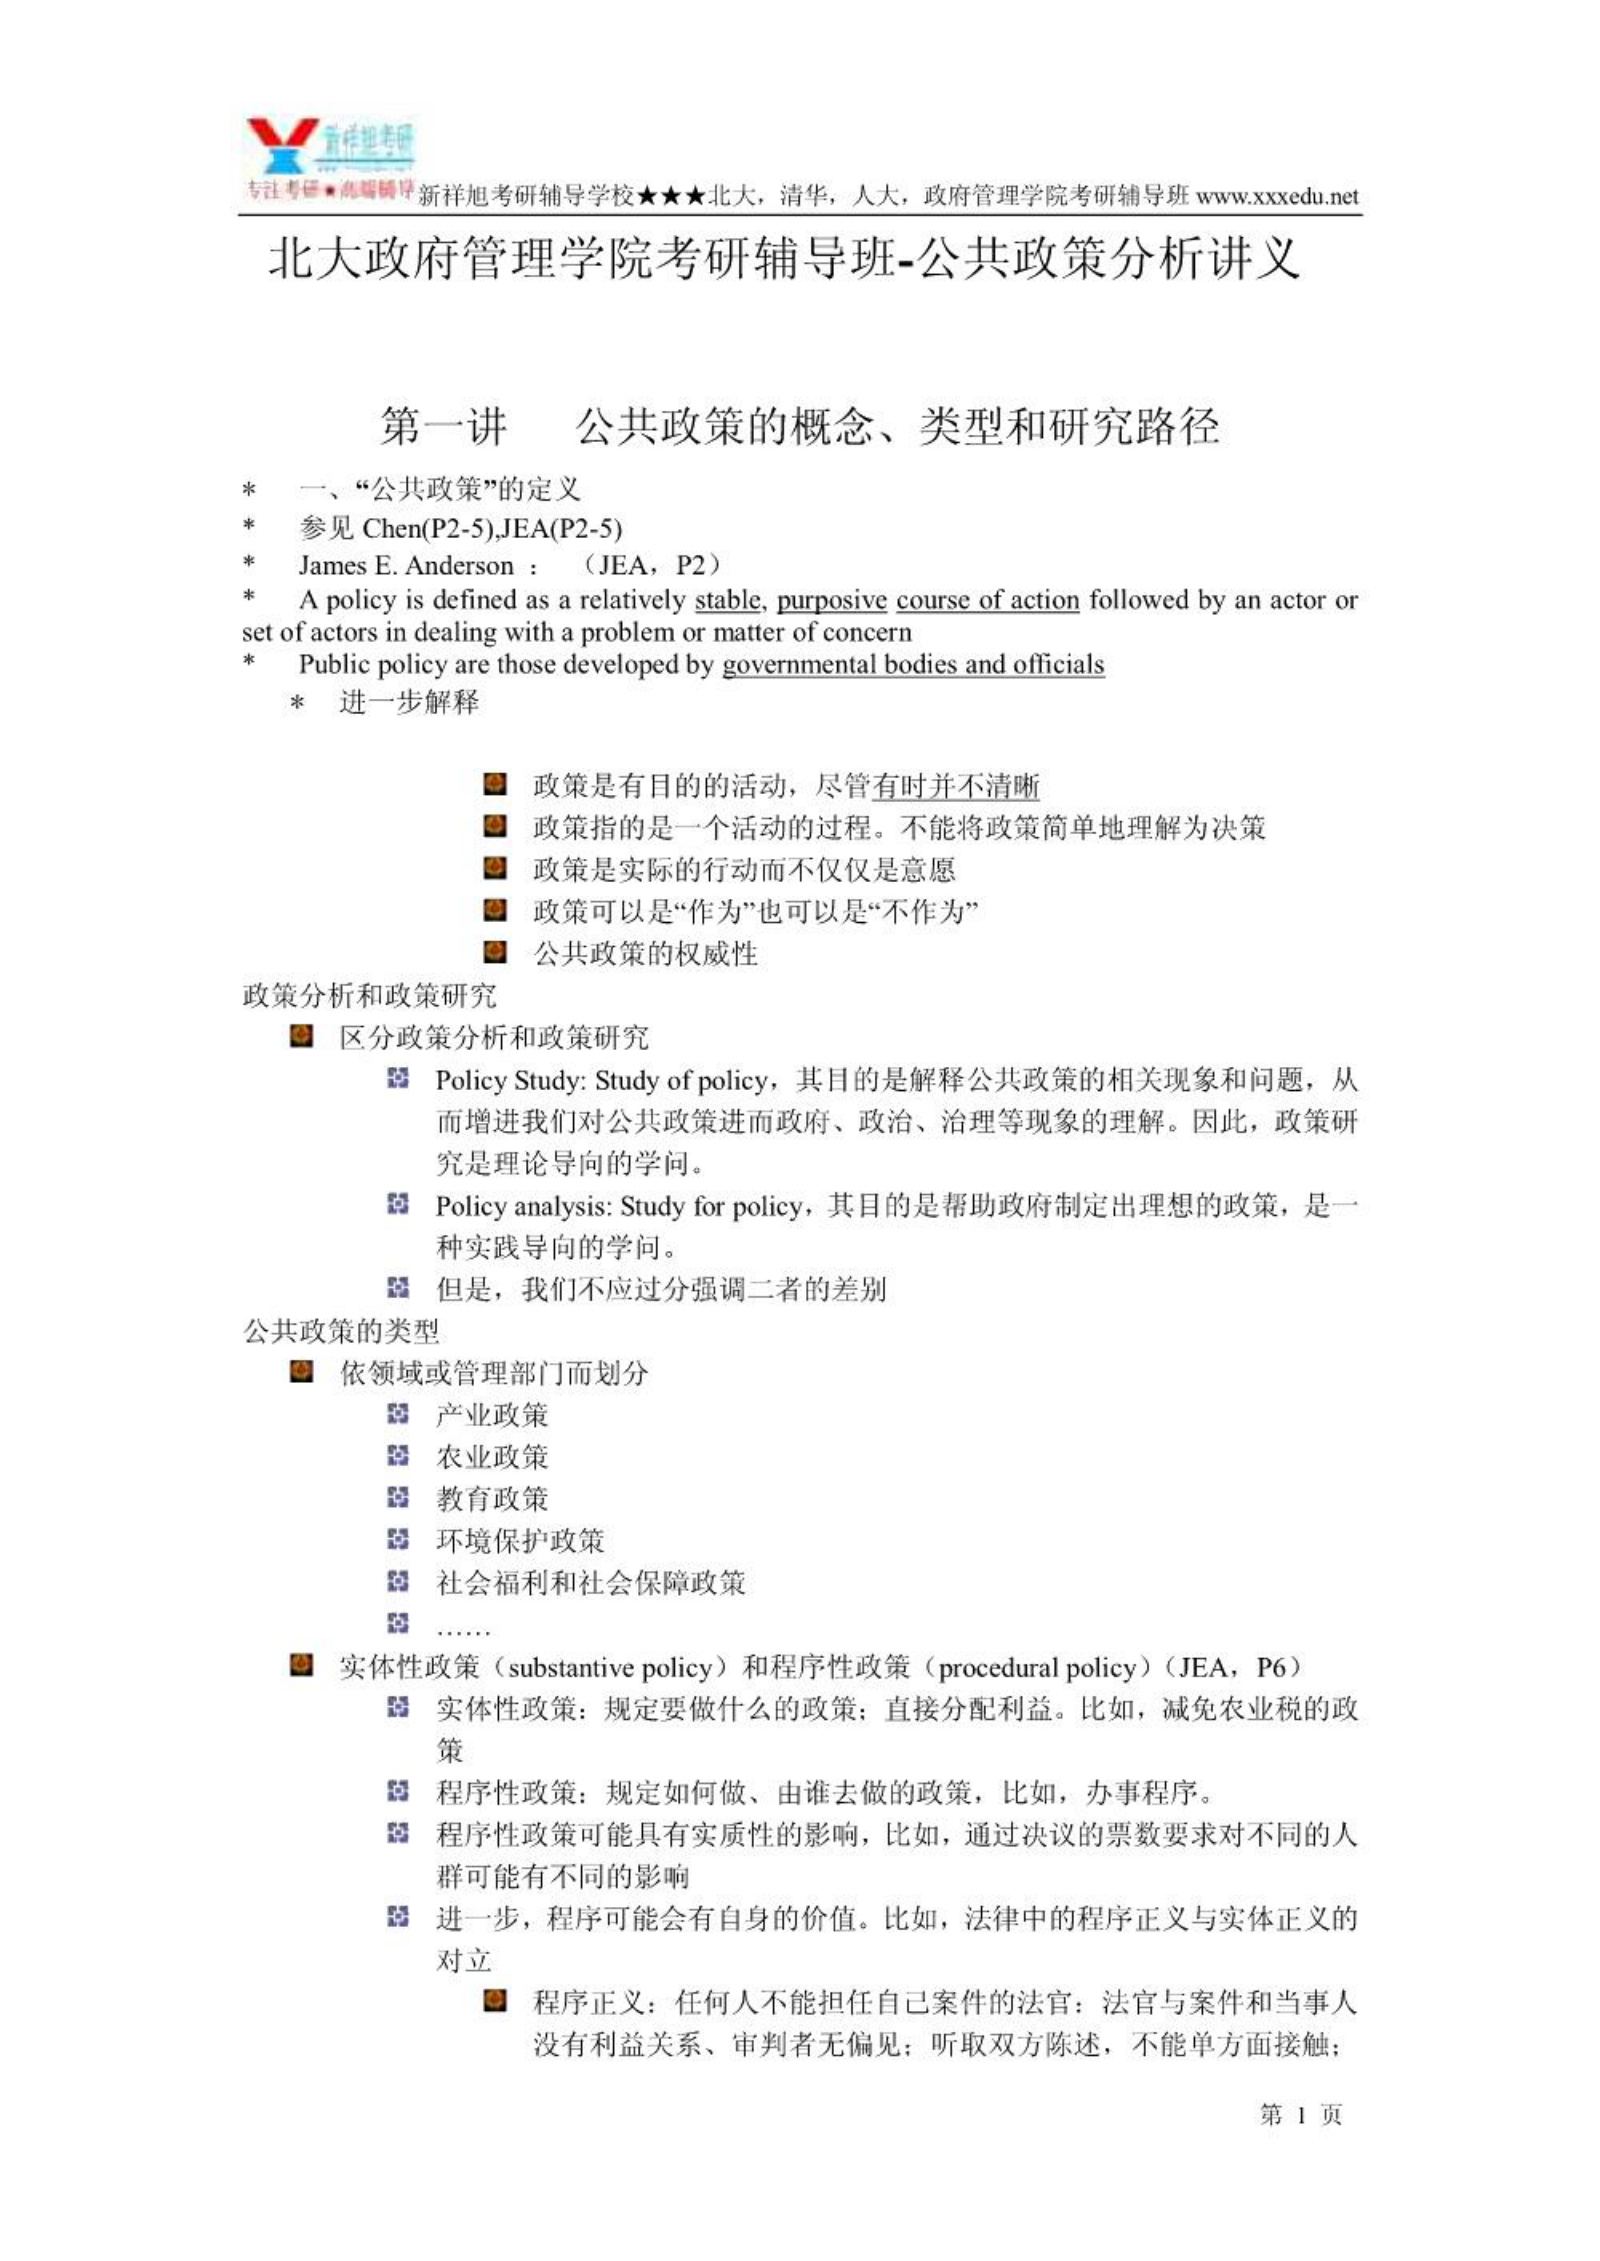 新祥旭考研
专注考研★高端辅导 新祥旭考研辅导学校★★★北大，清华，人大，政府管理学院考研辅导班 www.xxxedu.net
北大政府管理学院考研辅导班-公共政策分析讲义
第一讲 公共政策的概念、类型和研究路径
* 一、“公共政策”的定义
* 参见 Chen(P2-5),JEA(P2-5)
* James E. Anderson ： （JEA，P2）
* A policy is defined as a relatively stable, purposive course of action followed by an actor or
set of actors in dealing with a problem or matter of concern
* Public policy are those developed by governmental bodies and officials
* 进一步解释
政策是有目的的活动，尽管有时并不清晰
政策指的是一个活动的过程。不能将政策简单地理解为决策
政策是实际的行动而不仅仅是意愿
政策可以是“作为”也可以是“不作为”
公共政策的权威性
政策分析和政策研究
区分政策分析和政策研究
Policy Study: Study of policy，其目的是解释公共政策的相关现象和问题，从
而增进我们对公共政策进而政府、政治、治理等现象的理解。因此，政策研
究是理论导向的学问。
Policy analysis: Study for policy，其目的是帮助政府制定出理想的政策，是一
种实践导向的学问。
但是，我们不应过分强调二者的差别
公共政策的类型
依领域或管理部门而划分
产业政策
农业政策
教育政策
环境保护政策
社会福利和社会保障政策
……
实体性政策（substantive policy）和程序性政策（procedural policy）（JEA，P6）
实体性政策：规定要做什么的政策；直接分配利益。比如，减免农业税的政
策
程序性政策：规定如何做、由谁去做的政策，比如，办事程序。
程序性政策可能具有实质性的影响，比如，通过决议的票数要求对不同的人
群可能有不同的影响
进一步，程序可能会有自身的价值。比如，法律中的程序正义与实体正义的
对立
程序正义：任何人不能担任自己案件的法官：法官与案件和当事人
没有利益关系、审判者无偏见；听取双方陈述，不能单方面接触；
第 1 页